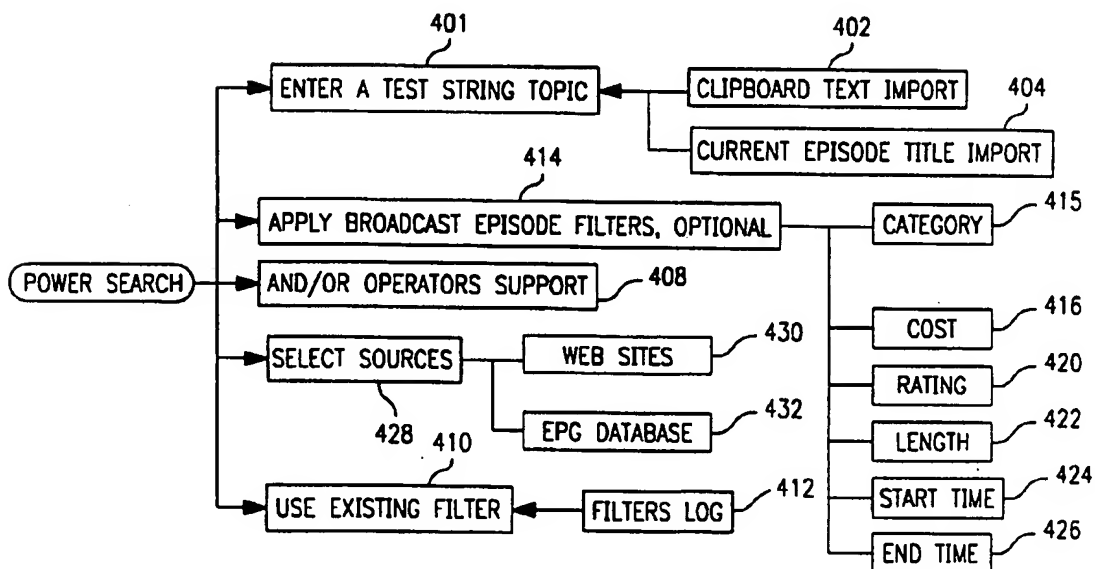 401
402
ENTER A TEST STRING TOPIC
CLIPBOARD TEXT IMPORT
404
CURRENT EPISODE TITLE IMPORT
414
APPLY BROADCAST EPISODE FILTERS, OPTIONAL
CATEGORY
415
POWER SEARCH
AND/OR OPERATORS SUPPORT
408
COST
416
SELECT SOURCES
428
WEB SITES
430
RATING
420
EPG DATABASE
432
LENGTH
422
410
USE EXISTING FILTER
FILTERS LOG
412
START TIME
424
END TIME
426